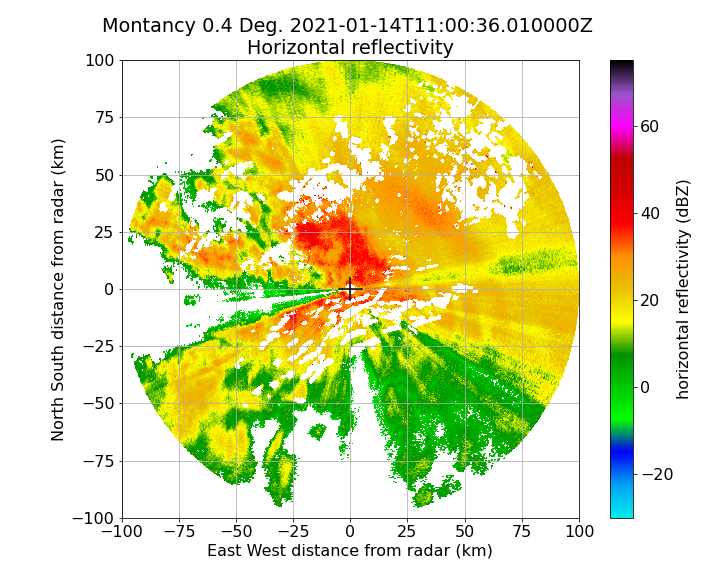 Montancy 0.4 Deg. 2021-01-14T11:00:36.010000Z
Horizontal reflectivity
100
75
50
25
0
−25
−50
−75
−100
North South distance from radar (km)
−100 −75 −50 −25 0 25 50 75 100
East West distance from radar (km)
60
40
20
0
−20
horizontal reflectivity (dBZ)